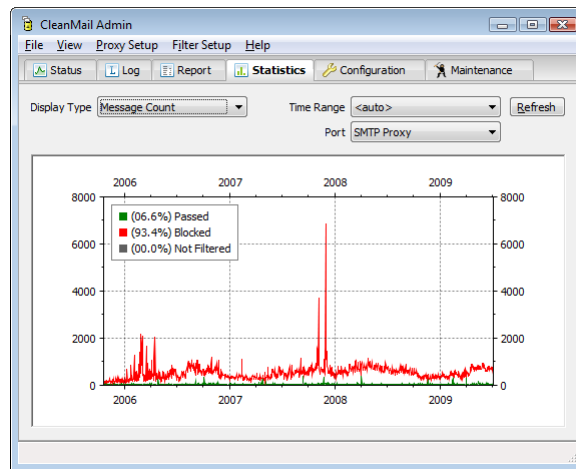 CleanMail Admin
File View Proxy Setup Filter Setup Help
Status Log Report Statistics Configuration Maintenance
Display Type Message Count Time Range <auto> Refresh
Port SMTP Proxy
2006 2007 2008 2009
8000 8000
(06.6%) Passed
(93.4%) Blocked
(00.0%) Not Filtered
6000 6000
4000 4000
2000 2000
0 0
2006 2007 2008 2009